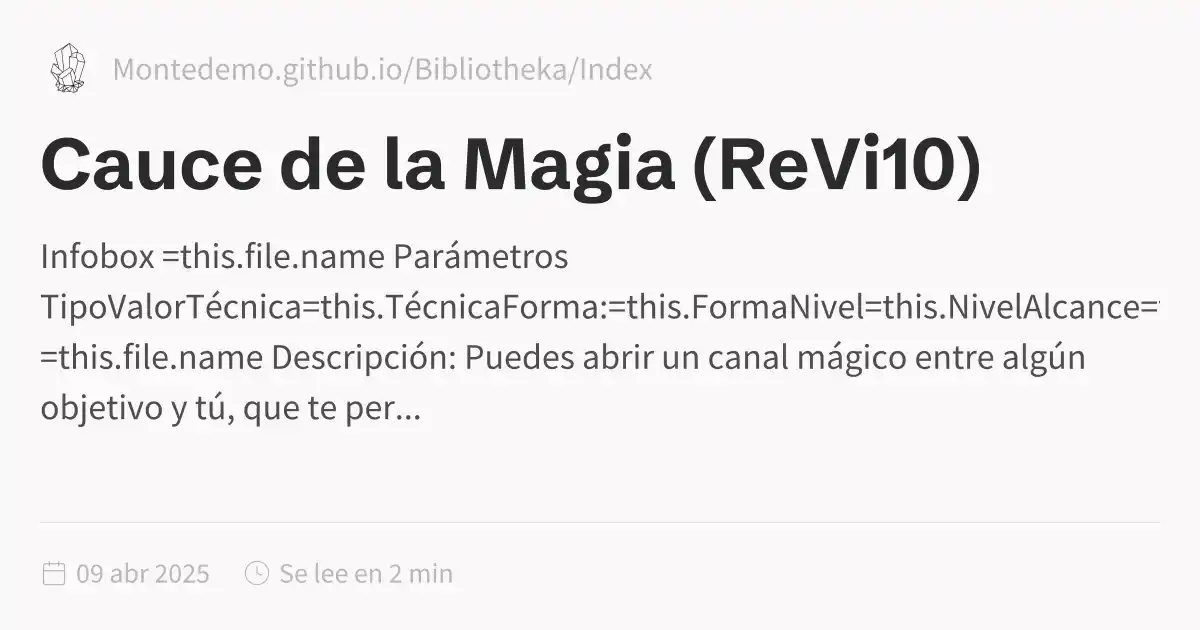 Montedemo.github.io/Bibliotheka/Index
Cauce de la Magia (ReVi10)
Infobox =this.file.name Parámetros
TipoValorTécnica=this.TécnicaForma:=this.FormaNivel=this.NivelAlcance=
=this.file.name Descripción: Puedes abrir un canal mágico entre algún
objetivo y tú, que te per...
09 abr 2025 Se lee en 2 min